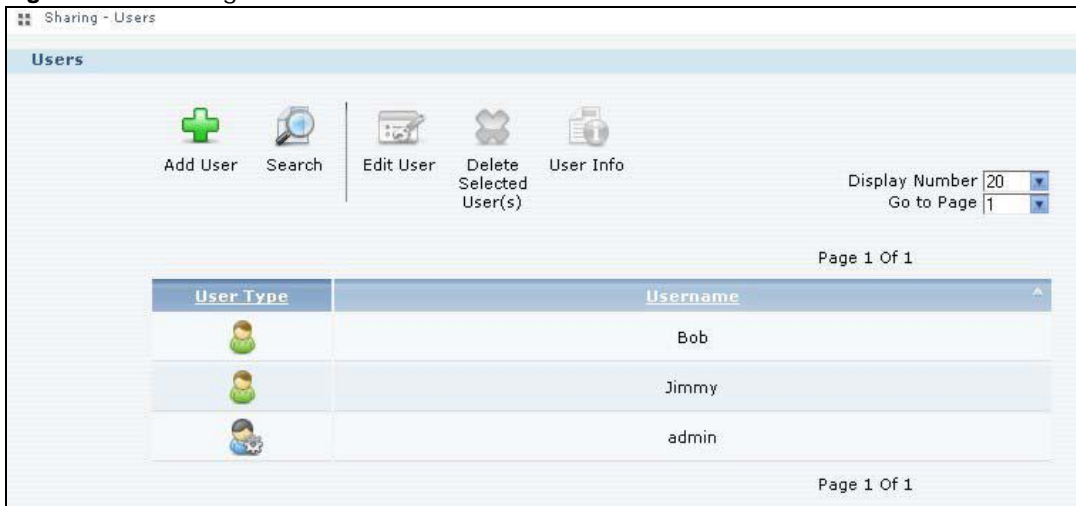 Sharing - Users
Users
Add User
Search
Edit User
Delete
Selected
User(s)
User Info
Display Number 20
Go to Page 1
Page 1 Of 1
User Type Username
Bob
Jimmy
admin
Page 1 Of 1